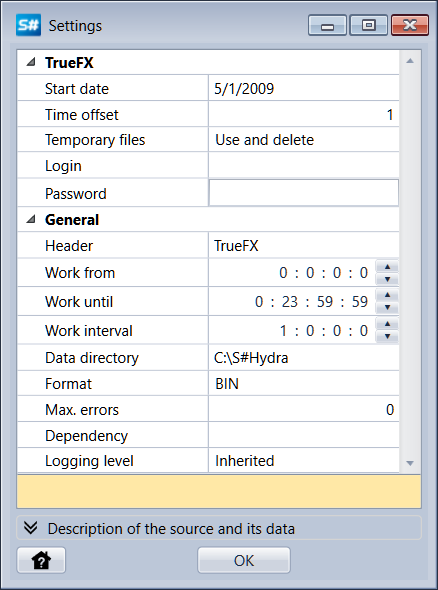 S# Settings
TrueFX
Start date 5/1/2009
Time offset 1
Temporary files Use and delete
Login
Password
General
Header TrueFX
Work from 0 : 0 : 0 : 0
Work until 0 : 23 : 59 : 59
Work interval 1 : 0 : 0 : 0
Data directory C:\S#Hydra
Format BIN
Max. errors 0
Dependency
Logging level Inherited
Description of the source and its data
OK